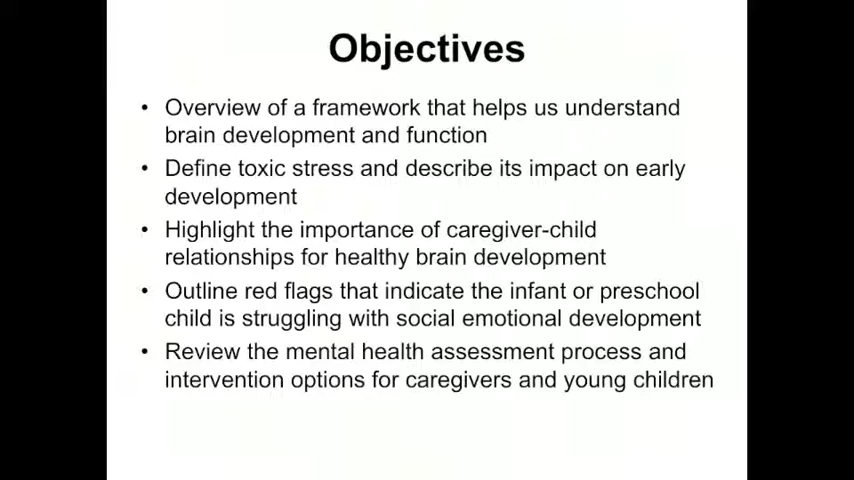 Objectives
• Overview of a framework that helps us understand
brain development and function
• Define toxic stress and describe its impact on early
development
• Highlight the importance of caregiver-child
relationships for healthy brain development
• Outline red flags that indicate the infant or preschool
child is struggling with social emotional development
• Review the mental health assessment process and
intervention options for caregivers and young children